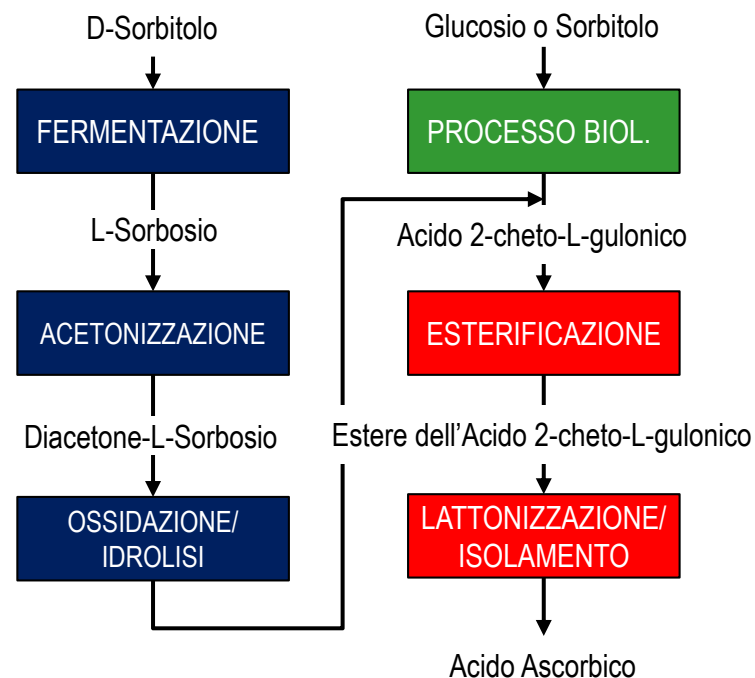 D-Sorbitolo
FERMENTAZIONE
L-Sorbosio
ACETONIZZAZIONE
Diacetone-L-Sorbosio
OSSIDAZIONE/
IDROLISI
Glucosio o Sorbitolo
PROCESSO BIOL.
Acido 2-cheto-L-gulonico
ESTERIFICAZIONE
Estere dell’Acido 2-cheto-L-gulonico
LATTONIZZAZIONE/
ISOLAMENTO
Acido Ascorbico